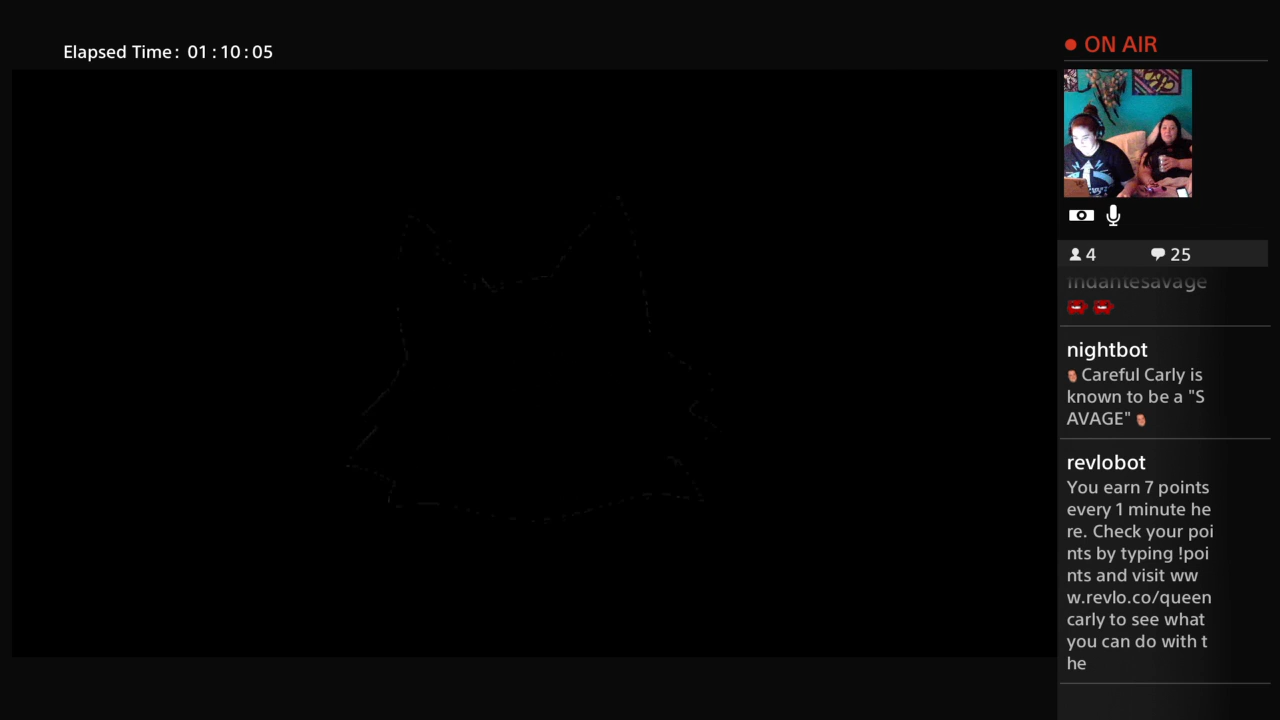 Elapsed Time: 01:10:05
ON AIR
4
25
mdantesavage
nightbot
Careful Carly is
known to be a "S
AVAGE"
revlobot
You earn 7 points
every 1 minute he
re. Check your poi
nts by typing !poi
nts and visit ww
w.revlo.co/queen
carly to see what
you can do with t
he